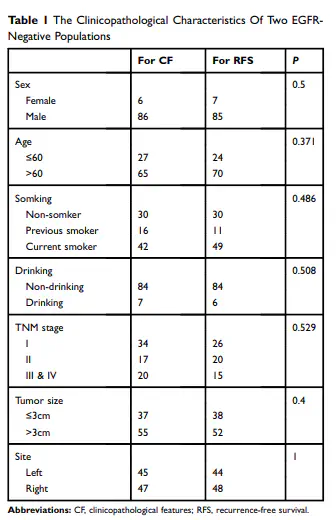 Table 1 The Clinicopathological Characteristics Of Two EGFR-
Negative Populations
For CF For RFS P
Sex 0.5
Female 6 7
Male 86 85
Age 0.371
≤60 27 24
>60 65 70
Somking 0.486
Non-somker 30 30
Previous smoker 16 11
Current smoker 42 49
Drinking 0.508
Non-drinking 84 84
Drinking 7 6
TNM stage 0.529
I 34 26
II 17 20
III & IV 20 15
Tumor size 0.4
≤3cm 37 38
>3cm 55 52
Site 1
Left 45 44
Right 47 48
Abbreviations: CF, clinicopathological features; RFS, recurrence-free survival.